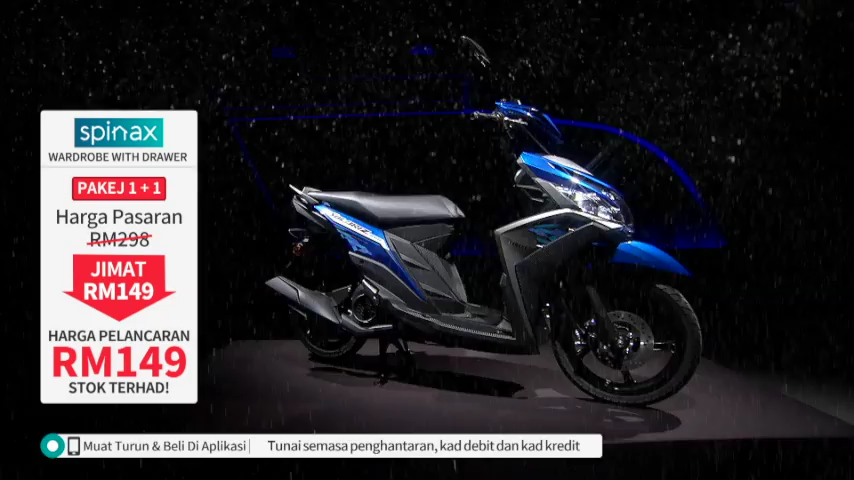 spinax
WARDROBE WITH DRAWER
PAKEJ 1 + 1
Harga Pasaran
RM298
JIMAT
RM149
HARGA PELANCARAN
RM149
STOK TERHAD!
Muat Turun & Beli Di Aplikasi | Tunai semasa penghantaran, kad debit dan kad kredit